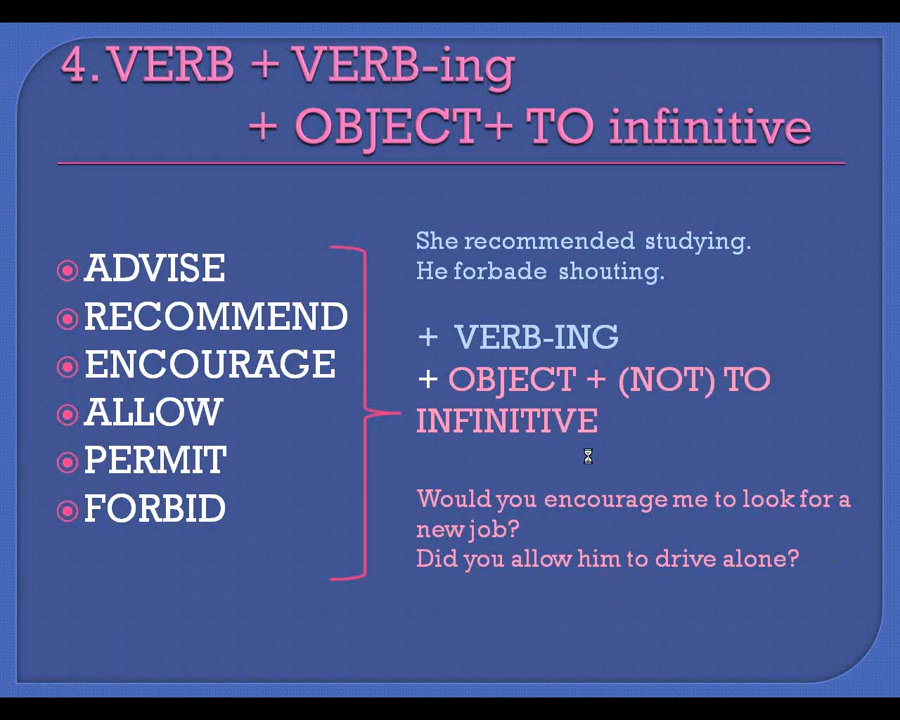 4. VERB + VERB-ing
+ OBJECT+ TO infinitive
ADVISE
RECOMMEND
ENCOURAGE
ALLOW
PERMIT
FORBID
She recommended studying.
He forbade shouting.
+ VERB-ING
+ OBJECT + (NOT) TO
INFINITIVE
Would you encourage me to look for a
new job?
Did you allow him to drive alone?